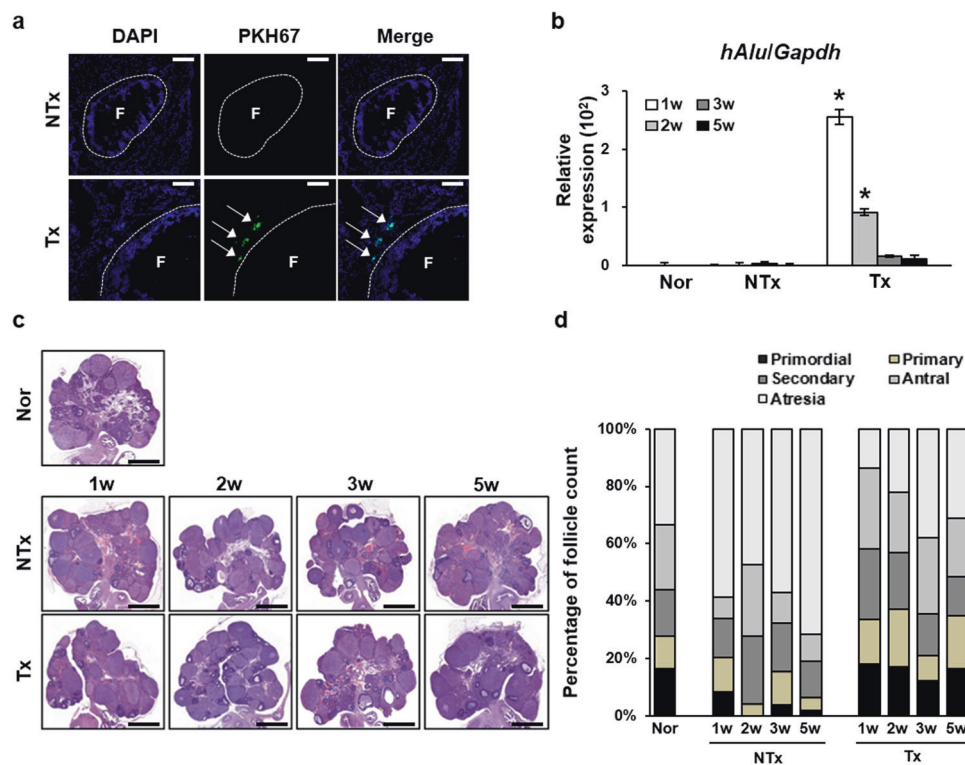 a
DAPI PKH67 Merge
NTx
F F F
Tx
F F F
b
hAlu/Gapdh
Relative
expression (10²)
3
2
1
0
1w 3w
2w 5w
*
*
Nor NTx Tx
c
Nor
1w 2w 3w 5w
NTx
Tx
d
Primordial Primary
Secondary Antral
Atresia
Percentage of follicle count
100%
80%
60%
40%
20%
0%
Nor 1w 2w 3w 5w 1w 2w 3w 5w
NTx Tx